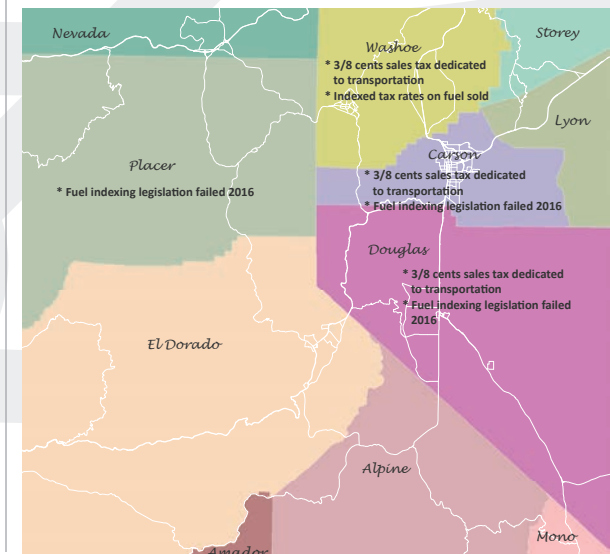 Nevada
Washoe
Storey
* 3/8 cents sales tax dedicated
to transportation
* Indexed tax rates on fuel sold
Lyon
Placer
* Fuel indexing legislation failed 2016
Carson
* 3/8 cents sales tax dedicated
to transportation
* Fuel indexing legislation failed 2016
Douglas
* 3/8 cents sales tax dedicated
to transportation
* Fuel indexing legislation failed
2016
El Dorado
Alpine
Mono
Amador